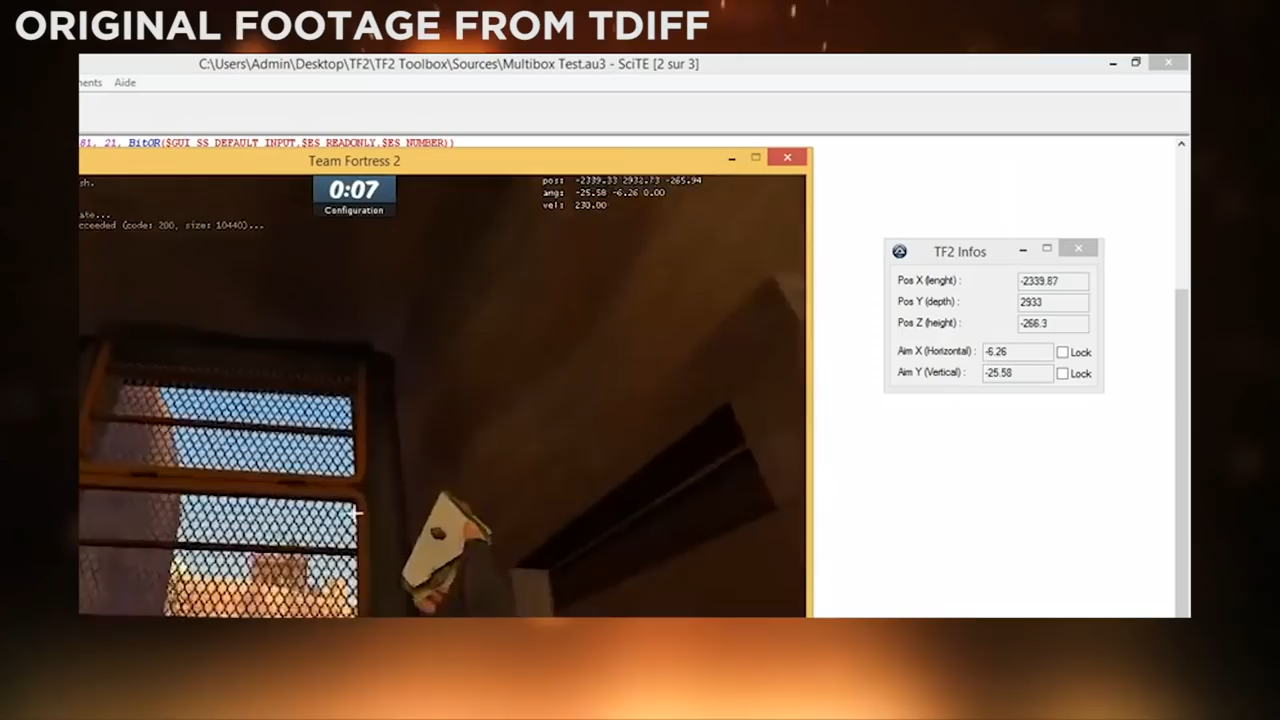 ORIGINAL FOOTAGE FROM TDIFF
C:\Users\Admin\Desktop\TF2\TF2 Toolbox\Sources\Multibox Test.au3 - SciTE [2 sur 3]
Aide
21, BitOR($GUI_SS_DEFAULT_INPUT,$ES_READONLY,$ES_NUMBER))
Team Fortress 2
sh.
0:07
Configuration
pos: -2339.33 2932.73 -265.94
ang: -25.58 -6.26 0.00
vel: 230.00
ate...
cceeded (code: 200, size: 10440)...
TF2 Infos
Pos X (lenght) : -2339.87
Pos Y (depth) : 2933
Pos Z (height) : -266.3
Aim X (Horizontal) : -6.26 Lock
Aim Y (Vertical) : -25.58 Lock